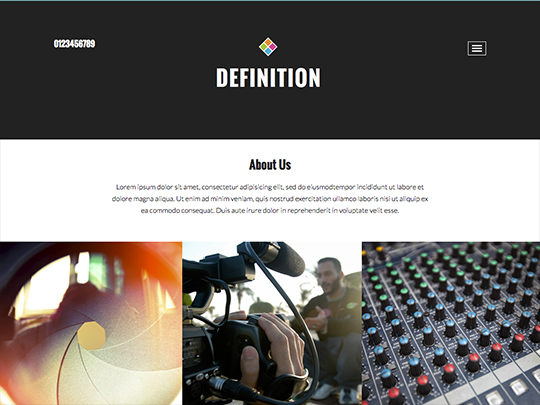 0123456789
DEFINITION
About Us
Lorem ipsum dolor sit amet, consectetur adipisicing elit, sed do eiusmodtempor incididunt ut labore et
dolore magna aliqua. Ut enim ad minim veniam, quis nostrud exercitation ullamco laboris nisi ut aliquip ex
ea commodo consequat. Duis aute irure dolor in reprehenderit in voluptate velit esse.